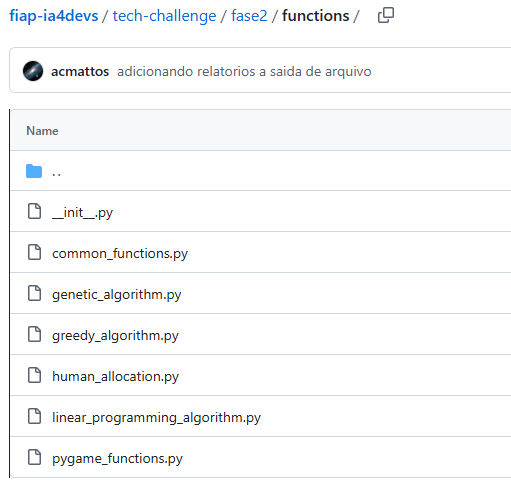 fiap-ia4devs / tech-challenge / fase2 / functions /
acmattos adicionando relatorios a saida de arquivo
Name
..
__init__.py
common_functions.py
genetic_algorithm.py
greedy_algorithm.py
human_allocation.py
linear_programming_algorithm.py
pygame_functions.py